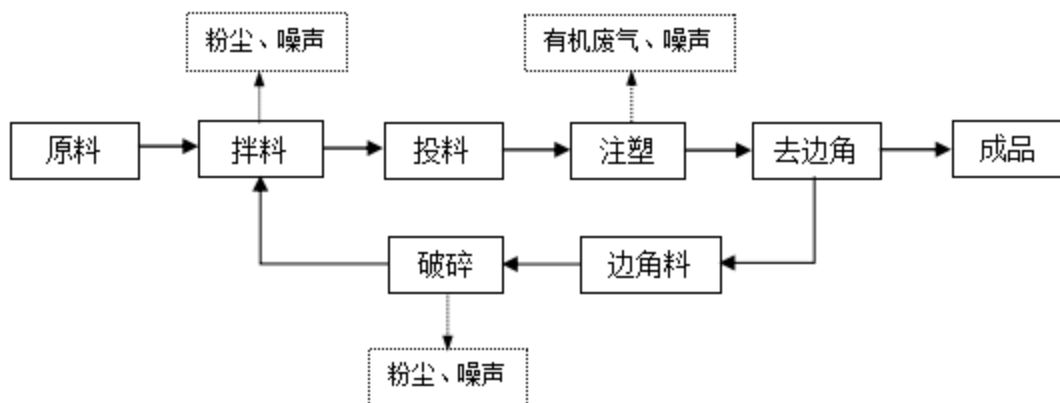 粉尘、噪声
有机废气、噪声
原料
拌料
投料
注塑
去边角
成品
破碎
边角料
粉尘、噪声